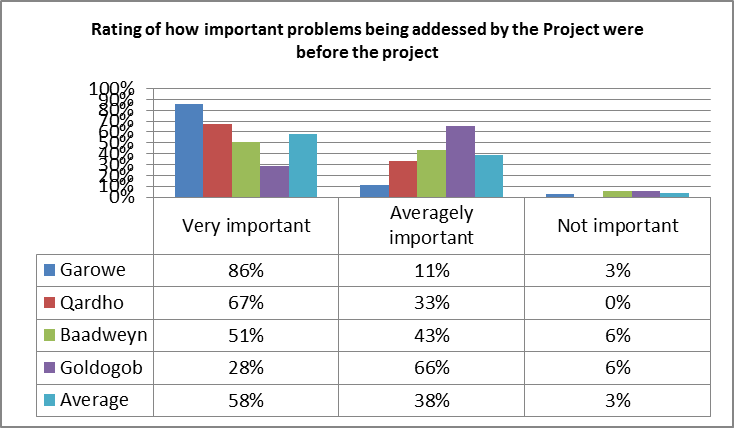 Rating of how important problems being addressed by the Project were
before the project
100%
90%
80%
70%
60%
50%
40%
30%
20%
10%
0%
Very important
Averagely
important
Not important
Garowe 86% 11% 3%
Qardho 67% 33% 0%
Baadweyn 51% 43% 6%
Goldogob 28% 66% 6%
Average 58% 38% 3%